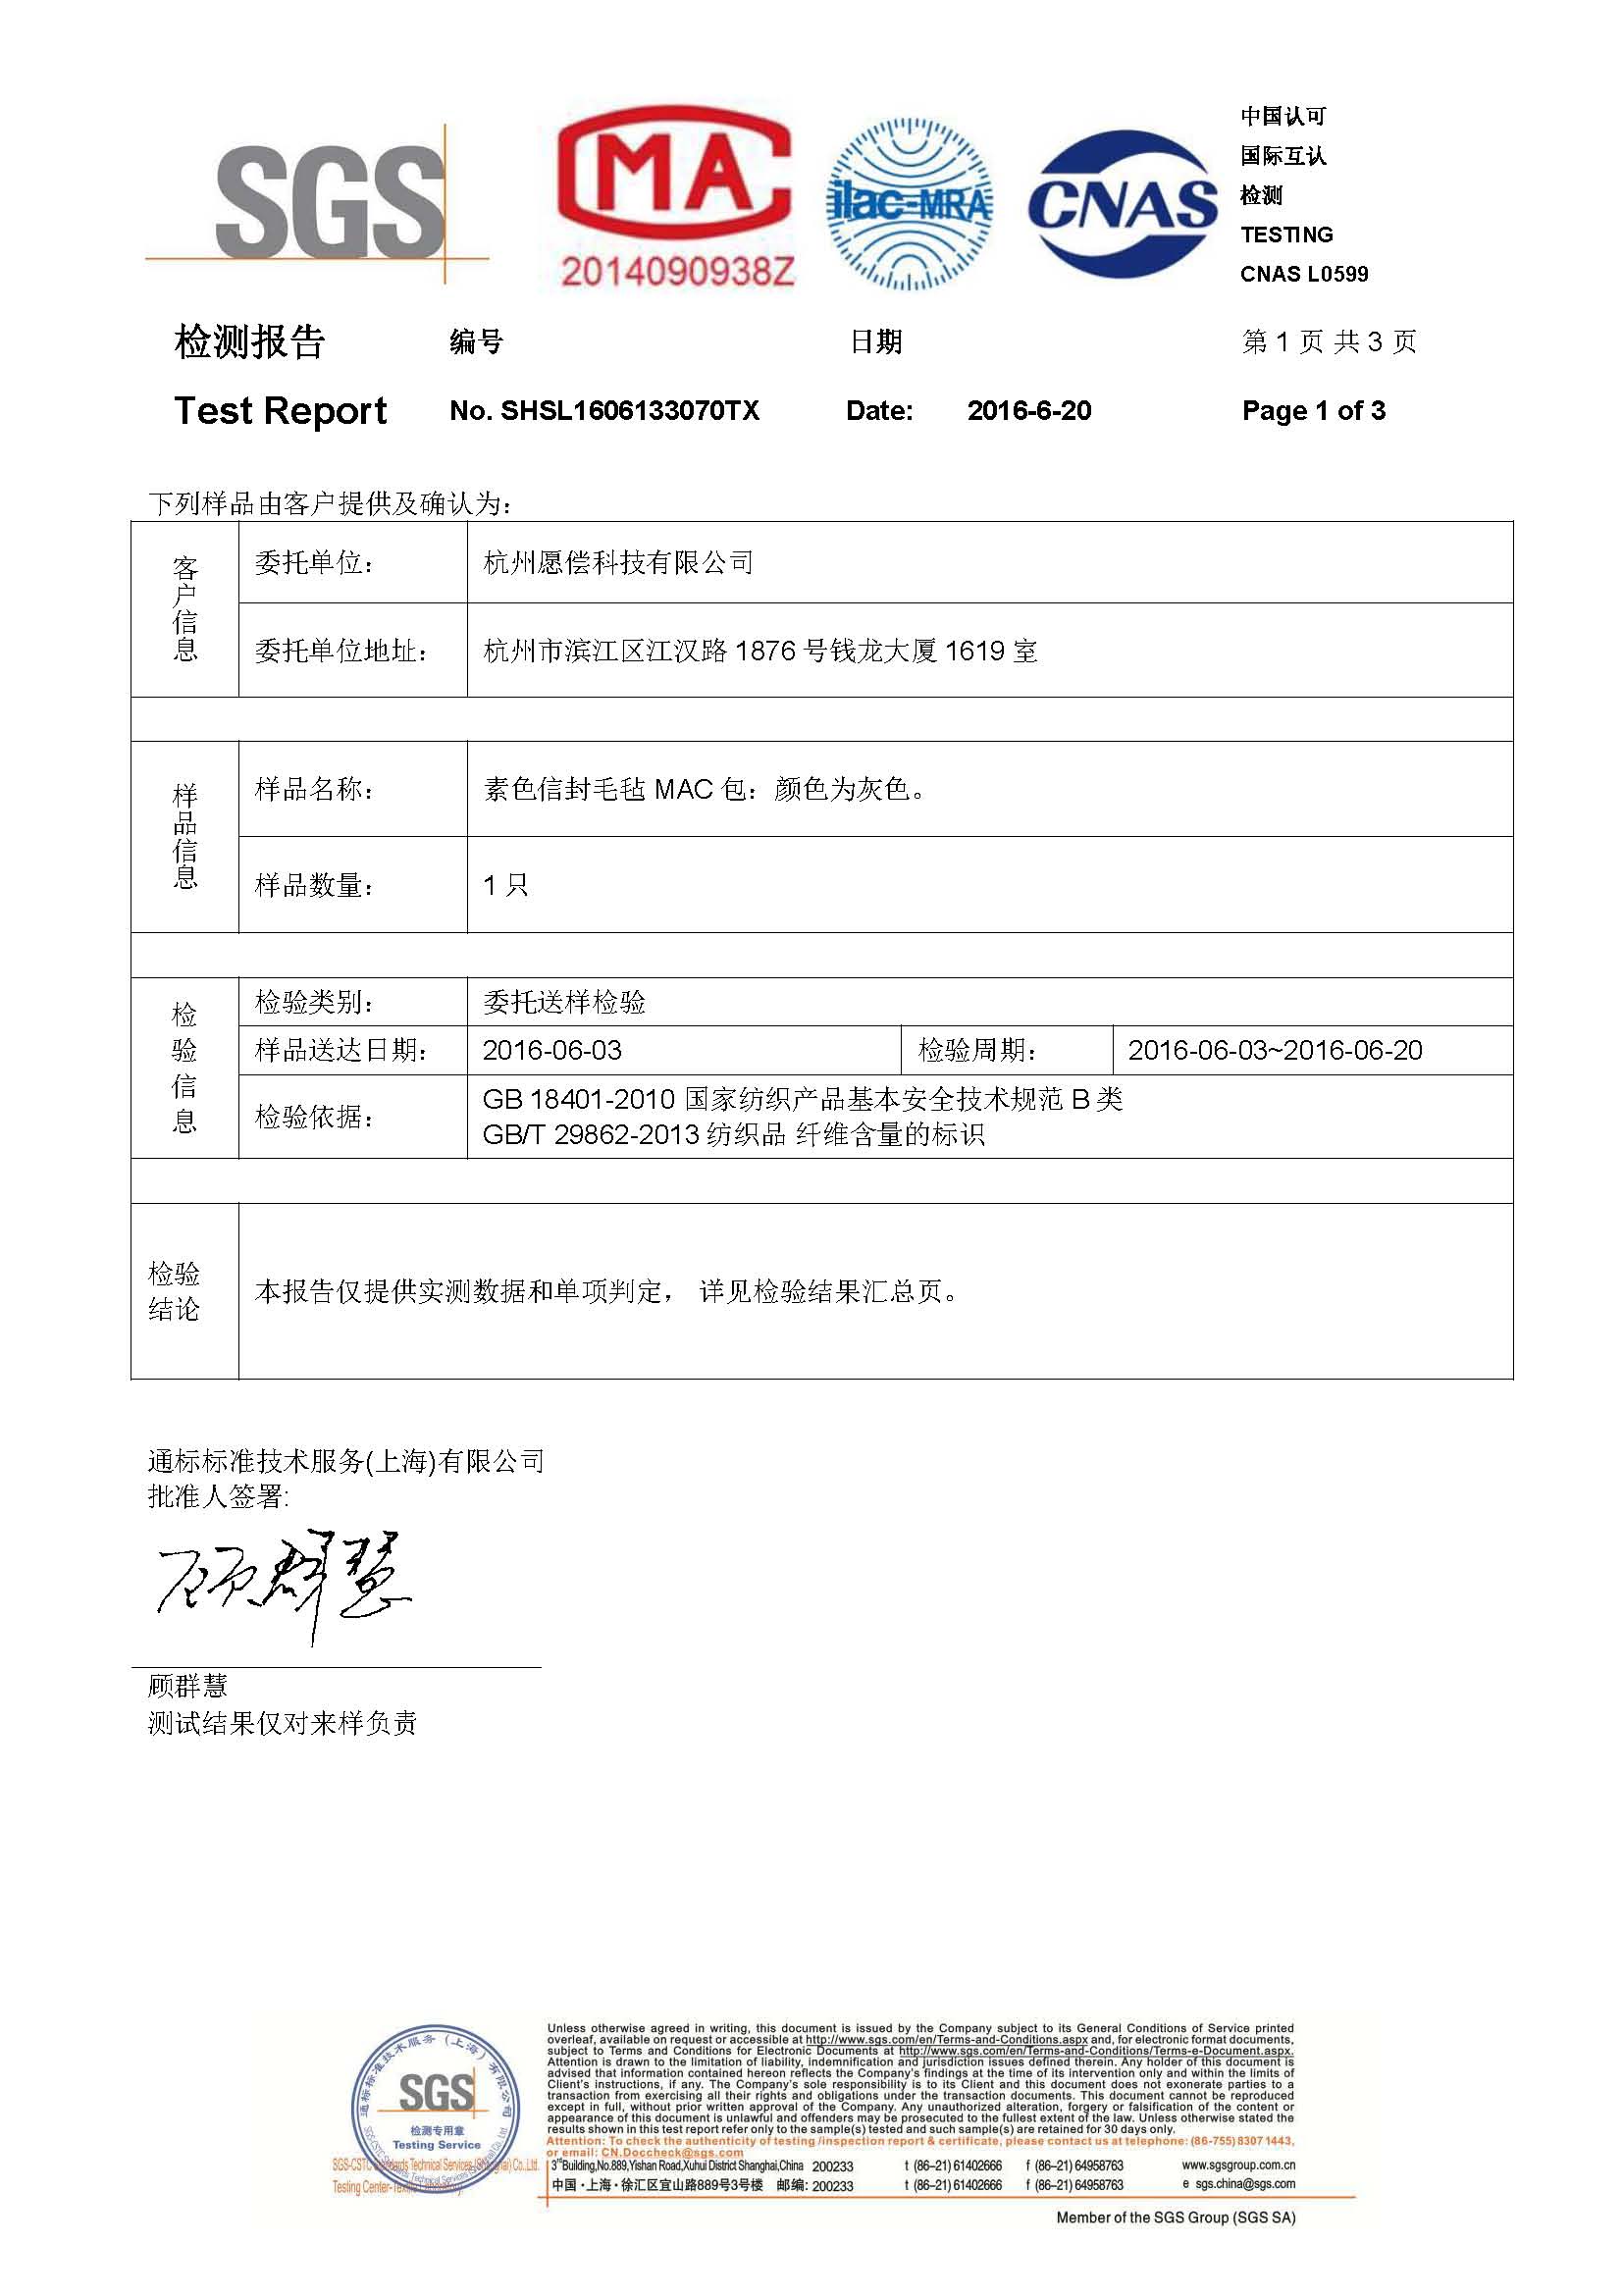 SGS
MA
2014090938Z
ilac-MRA
CNAS
中国认可
国际互认
检测
TESTING
CNAS L0599
检测报告 编号 日期 第 1 页 共 3 页
Test Report No. SHSL1606133070TX Date: 2016-6-20 Page 1 of 3
下列样品由客户提供及确认为：
客户信息
委托单位： 杭州愿偿科技有限公司
委托单位地址： 杭州市滨江区江汉路 1876 号钱龙大厦 1619 室
样品信息
样品名称： 素色信封毛毡 MAC 包：颜色为灰色。
样品数量： 1 只
检验信息
检验类别： 委托送样检验
样品送达日期： 2016-06-03 检验周期： 2016-06-03~2016-06-20
检验依据： GB 18401-2010 国家纺织产品基本安全技术规范 B 类
GB/T 29862-2013 纺织品 纤维含量的标识
检验结论
本报告仅提供实测数据和单项判定， 详见检验结果汇总页。
通标标准技术服务(上海)有限公司
批准人签署:
顾群慧
顾群慧
测试结果仅对来样负责
通标标准技术服务（上海）有限公司
SGS
检测专用章
Testing Service
Unless otherwise agreed in writing, this document is issued by the Company subject to its General Conditions of Service printed
overleaf, available on request or accessible at http://www.sgs.com/en/Terms-and-Conditions.aspx and, for electronic format documents,
subject to Terms and Conditions for Electronic Documents at http://www.sgs.com/en/Terms-and-Conditions/Terms-e-Document.aspx.
Attention is drawn to the limitation of liability, indemnification and jurisdiction issues defined therein. Any holder of this document is
advised that information contained hereon reflects the Company's findings at the time of its intervention only and within the limits of
Client's instructions, if any. The Company's sole responsibility is to its Client and this document does not exonerate parties to a
transaction from exercising all their rights and obligations under the transaction documents. This document cannot be reproduced
except in full, without prior written approval of the Company. Any unauthorized alteration, forgery or falsification of the content or
appearance of this document is unlawful and offenders may be prosecuted to the fullest extent of the law. Unless otherwise stated the
results shown in this test report refer only to the sample(s) tested and such sample(s) are retained for 30 days only.
Attention: To check the authenticity of testing /inspection report & certificate, please contact us at telephone: (86-755) 8307 1443,
or email: CN.Doccheck@sgs.com
SGS-CSTC Standards Technical Services (Shanghai) Co., Ltd.
Testing Center-
3rd Building,No.889,Yishan Road,Xuhui District Shanghai,China 200233 t (86–21) 61402666 f (86–21) 64958763 www.sgsgroup.com.cn
中国・上海・徐汇区宜山路889号3号楼 邮编: 200233 t (86–21) 61402666 f (86–21) 64958763 e sgs.china@sgs.com
Member of the SGS Group (SGS SA)